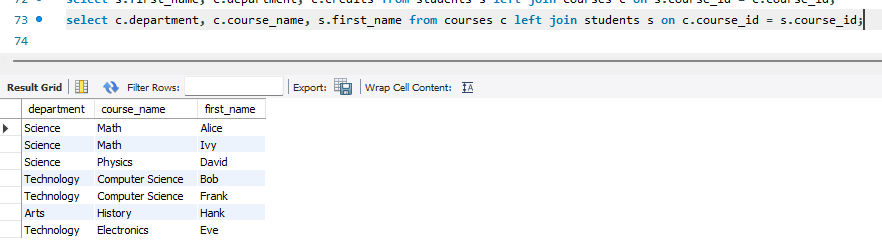 72 select s.first_name, c.department, c.credits from students s left join courses c on s.course_id = c.course_id;
73 select c.department, c.course_name, s.first_name from courses c left join students s on c.course_id = s.course_id;
74
Result Grid Filter Rows: Export: Wrap Cell Content: IA
department course_name first_name
Science Math Alice
Science Math Ivy
Science Physics David
Technology Computer Science Bob
Technology Computer Science Frank
Arts History Hank
Technology Electronics Eve